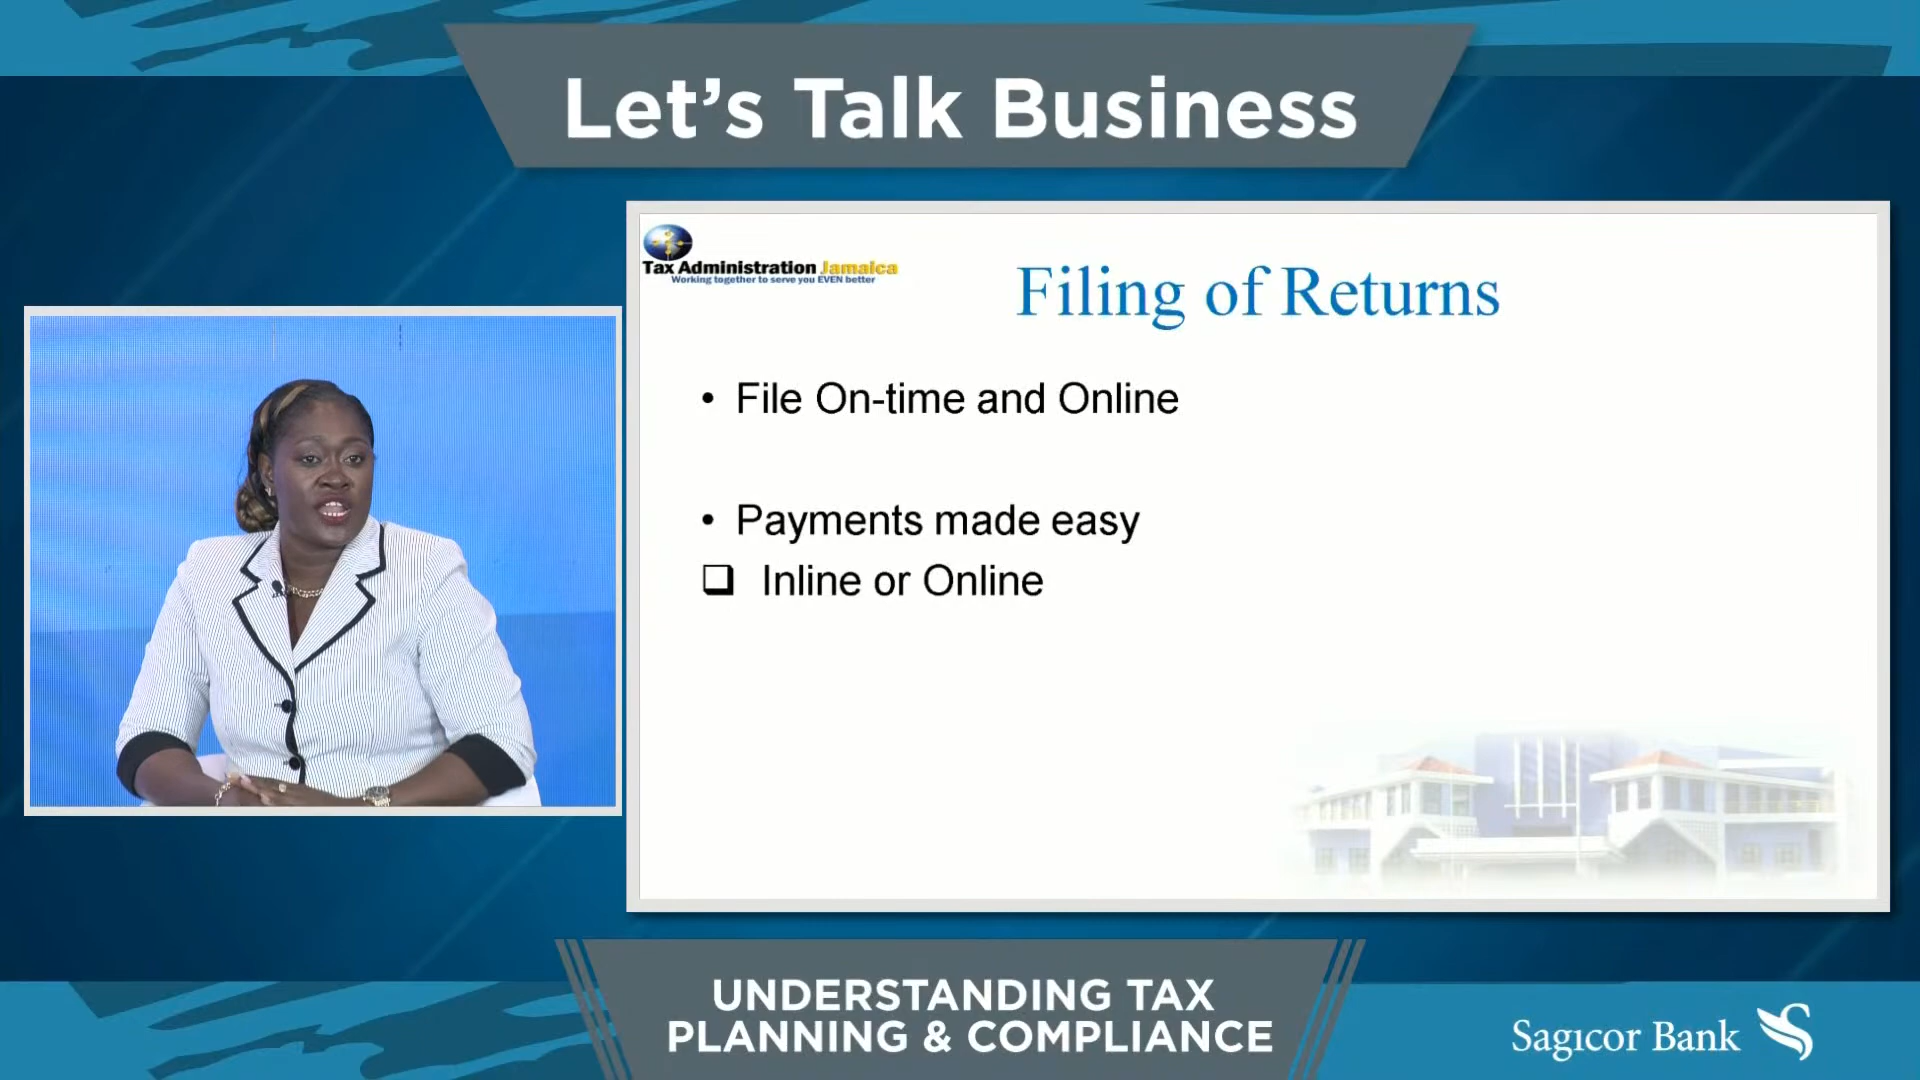 Let's Talk Business
Tax Administration Jamaica
Working together to serve you EVEN better
Filing of Returns
• File On-time and Online
• Payments made easy
❑ Inline or Online
UNDERSTANDING TAX
PLANNING & COMPLIANCE
Sagicor Bank